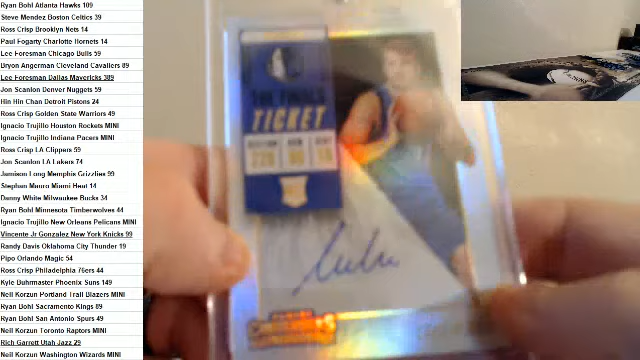 Ryan Bohl Atlanta Hawks 109
Steve Mendez Boston Celtics 39
Ross Crisp Brooklyn Nets 14
Paul Fogarty Charlotte Hornets 14
Lee Foresman Chicago Bulls 59
Bryon Angerman Cleveland Cavaliers 89
Lee Foresman Dallas Mavericks 389
Jon Scanlon Denver Nuggets 59
Hin Hin Chan Detroit Pistons 24
Ross Crisp Golden State Warriors 49
Ignacio Trujillo Houston Rockets MINI
Ignacio Trujillo Indiana Pacers MINI
Ross Crisp LA Clippers 59
Jon Scanlon LA Lakers 74
Jamison Long Memphis Grizzlies 99
Stephan Mauro Miami Heat 14
Danny White Milwaukee Bucks 34
Ryan Bohl Minnesota Timberwolves 44
Ignacio Trujillo New Orleans Pelicans MINI
Vincente Jr Gonzalez New York Knicks 99
Randy Davis Oklahoma City Thunder 19
Pipo Orlando Magic 54
Ross Crisp Philadelphia 76ers 44
Kyle Buhrmaster Phoenix Suns 149
Neil Korzun Portland Trail Blazers MINI
Ryan Bohl Sacramento Kings 89
Ryan Bohl San Antonio Spurs 49
Neil Korzun Toronto Raptors MINI
Rich Garrett Utah Jazz 29
Neil Korzun Washington Wizards MINI
TICKET